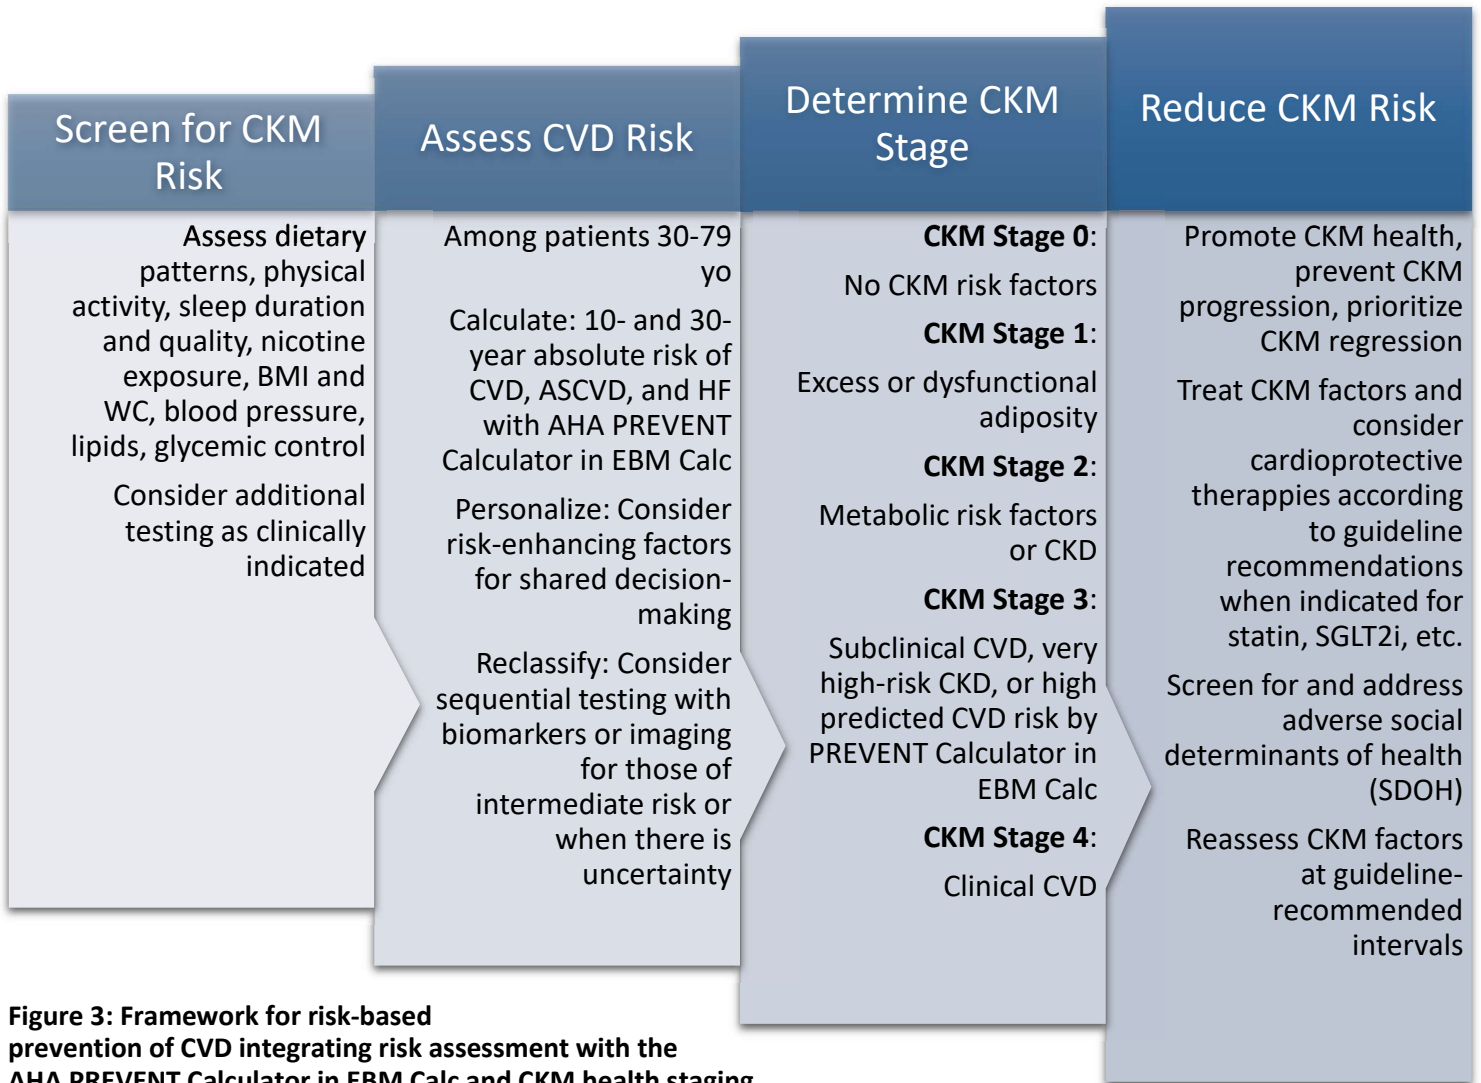 Screen for CKM
Risk
Assess dietary
patterns, physical
activity, sleep duration
and quality, nicotine
exposure, BMI and
WC, blood pressure,
lipids, glycemic control
Consider additional
testing as clinically
indicated
Assess CVD Risk
Among patients 30-79
yo
Calculate: 10- and 30-
year absolute risk of
CVD, ASCVD, and HF
with AHA PREVENT
Calculator in EBM Calc
Personalize: Consider
risk-enhancing factors
for shared decision-
making
Reclassify: Consider
sequential testing with
biomarkers or imaging
for those of
intermediate risk or
when there is
uncertainty
Determine CKM
Stage
CKM Stage 0:
No CKM risk factors
CKM Stage 1:
Excess or dysfunctional
adiposity
CKM Stage 2:
Metabolic risk factors
or CKD
CKM Stage 3:
Subclinical CVD, very
high-risk CKD, or high
predicted CVD risk by
PREVENT Calculator in
EBM Calc
CKM Stage 4:
Clinical CVD
Reduce CKM Risk
Promote CKM health,
prevent CKM
progression, prioritize
CKM regression
Treat CKM factors and
consider
cardioprotective
therappies according
to guideline
recommendations
when indicated for
statin, SGLT2i, etc.
Screen for and address
adverse social
determinants of health
(SDOH)
Reassess CKM factors
at guideline-
recommended
intervals
Figure 3: Framework for risk-based
prevention of CVD integrating risk assessment with the
AHA PREVENT Calculator in EBM Calc and CKM health staging